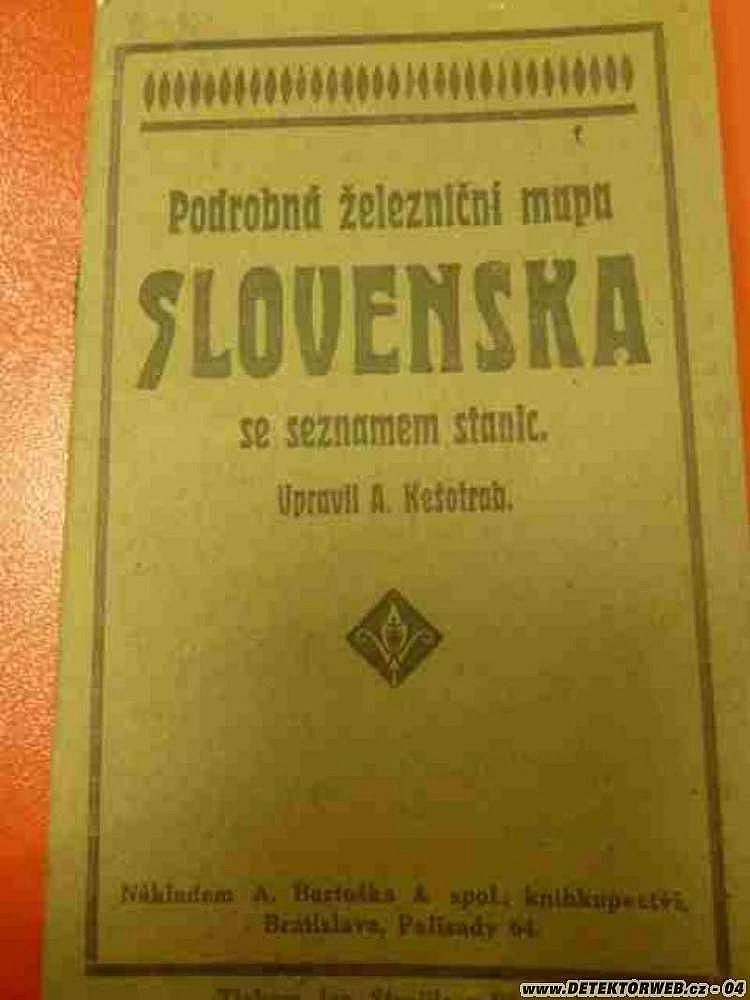 Podrobná železniční mapa
SLOVENSKA
se seznamem stanic.
Upravil A. Kešotrab.
Nákladem A. Bartoška & spol., knihkupectví,
Bratislava, Palisady 64.
www.DETEKTORWEB.cz - 04